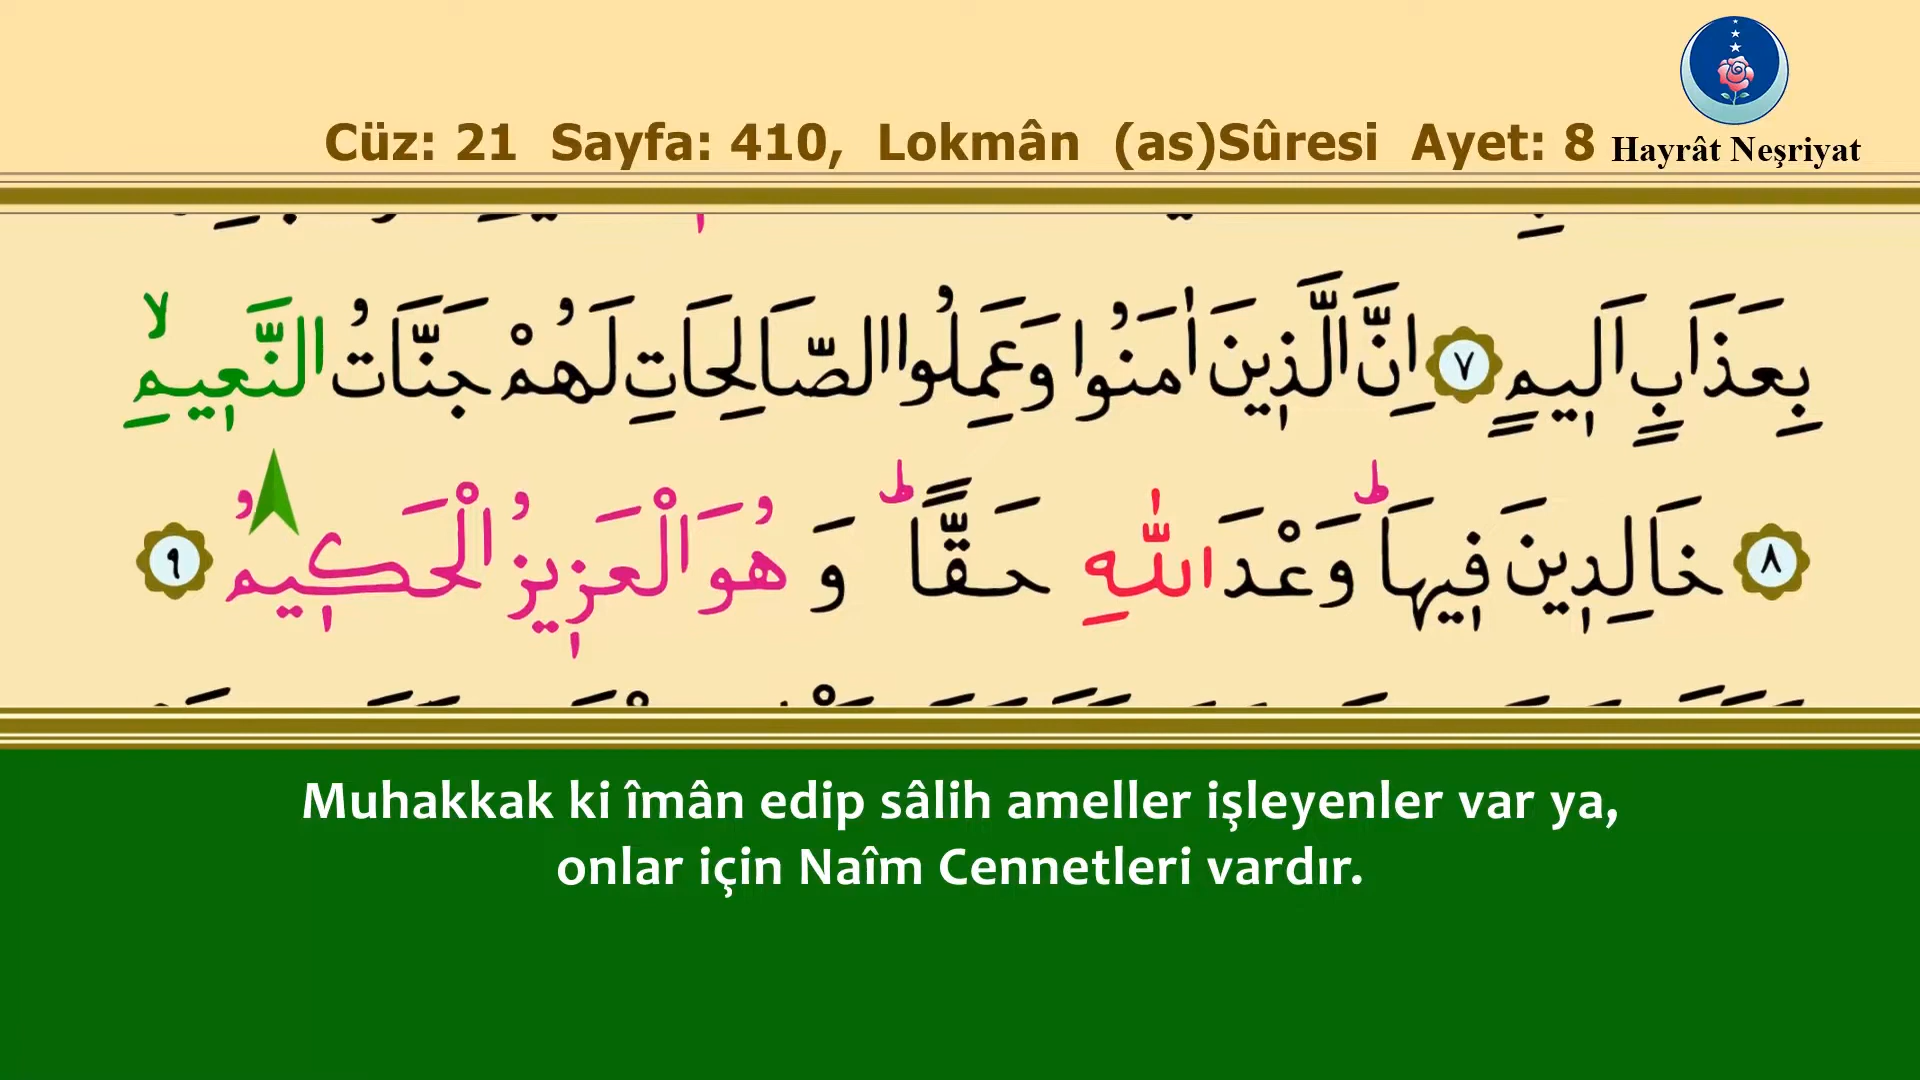 Cüz: 21 Sayfa: 410, Lokmân (as)Sûresi Ayet: 8
Hayrât Neşriyat
بِعَذَابٍ اَل۪يمٍ ﴿٧﴾ اِنَّ الَّذ۪ينَ اٰمَنُوا وَعَمِلُوا الصَّالِحَاتِ لَهُمْ جَنَّاتُ النَّع۪يمِۙ
﴿٨﴾ خَالِد۪ينَ ف۪يهَاۜ وَعْدَ اللّٰهِ حَقًّاۜ وَ هُوَ الْعَز۪يزُ الْحَك۪يمُ ﴿٩﴾
Muhakkak ki îmân edip sâlih ameller işleyenler var ya,
onlar için Naîm Cennetleri vardır.